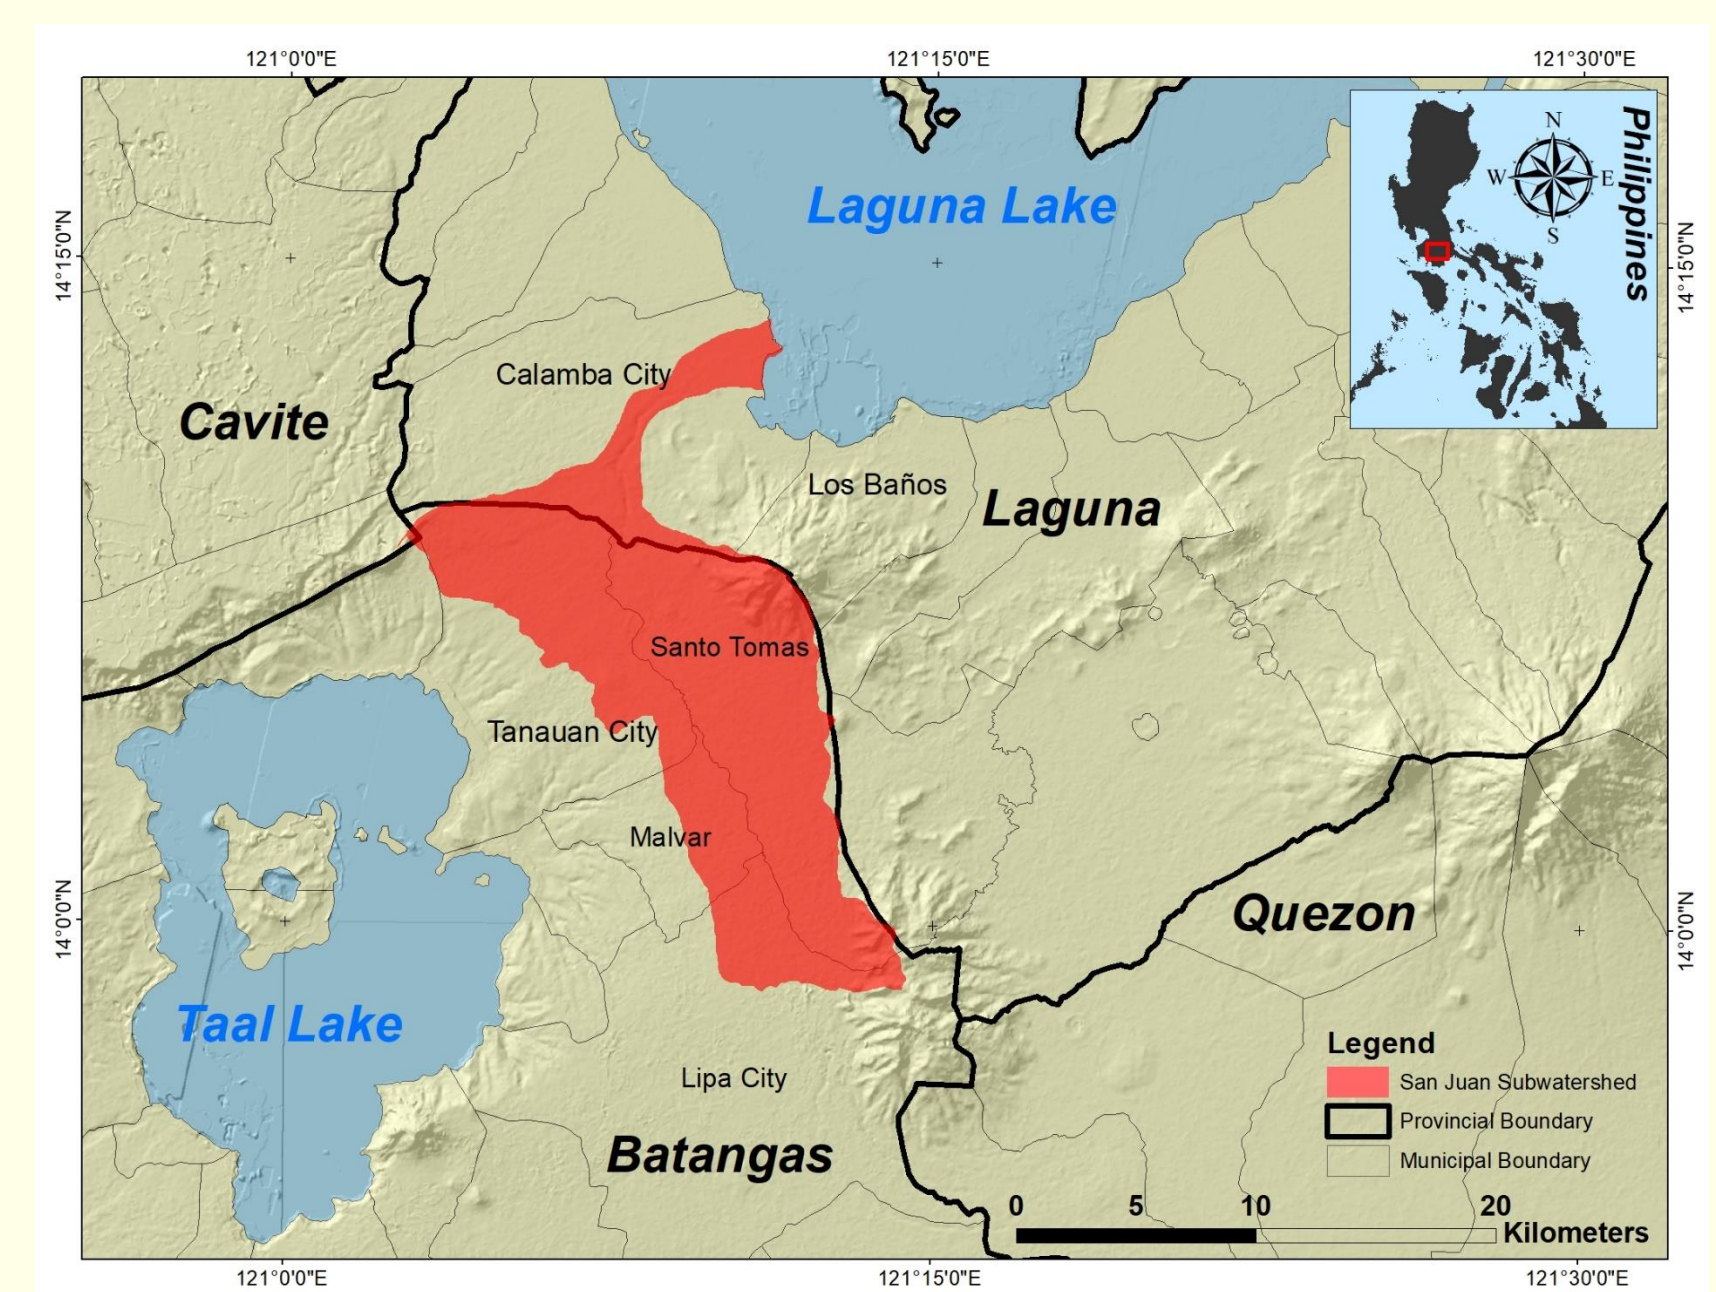 121°0'0"E
121°15'0"E
121°30'0"E
14°15'0"N
14°15'0"N
14°0'0"N
14°0'0"N
121°0'0"E
121°15'0"E
121°30'0"E
Philippines
N
W
E
S
Laguna Lake
Calamba City
Cavite
Los Baños
Laguna
Santo Tomas
Tanauan City
Malvar
Quezon
Taal Lake
Lipa City
Batangas
Legend
San Juan Subwatershed
Provincial Boundary
Municipal Boundary
0 5 10 20
Kilometers